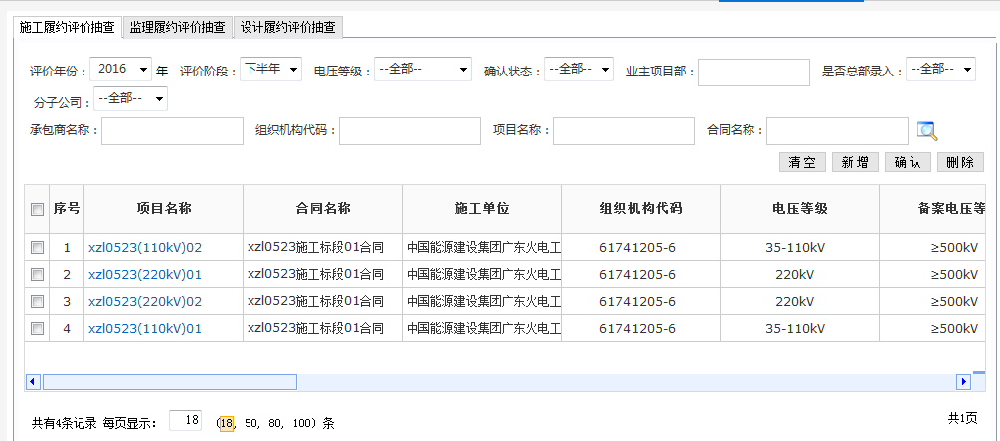 施工履约评价抽查 监理履约评价抽查 设计履约评价抽查
评价年份： 2016 年 评价阶段： 下半年 电压等级： --全部-- 确认状态： --全部-- 业主项目部： 是否总部录入： --全部--
分子公司： --全部--
承包商名称： 组织机构代码： 项目名称： 合同名称：
清空 新增 确认 删除
序号 项目名称 合同名称 施工单位 组织机构代码 电压等级 备案电压等
1 xzl0523(110kV)02 xzl0523施工标段01合同 中国能源建设集团广东火电工 61741205-6 35-110kV ≥500kV
2 xzl0523(220kV)01 xzl0523施工标段01合同 中国能源建设集团广东火电工 61741205-6 220kV ≥500kV
3 xzl0523(220kV)02 xzl0523施工标段01合同 中国能源建设集团广东火电工 61741205-6 220kV ≥500kV
4 xzl0523(110kV)01 xzl0523施工标段01合同 中国能源建设集团广东火电工 61741205-6 35-110kV ≥500kV
共有4条记录 每页显示： 18 （18, 50, 80, 100）条 共1页